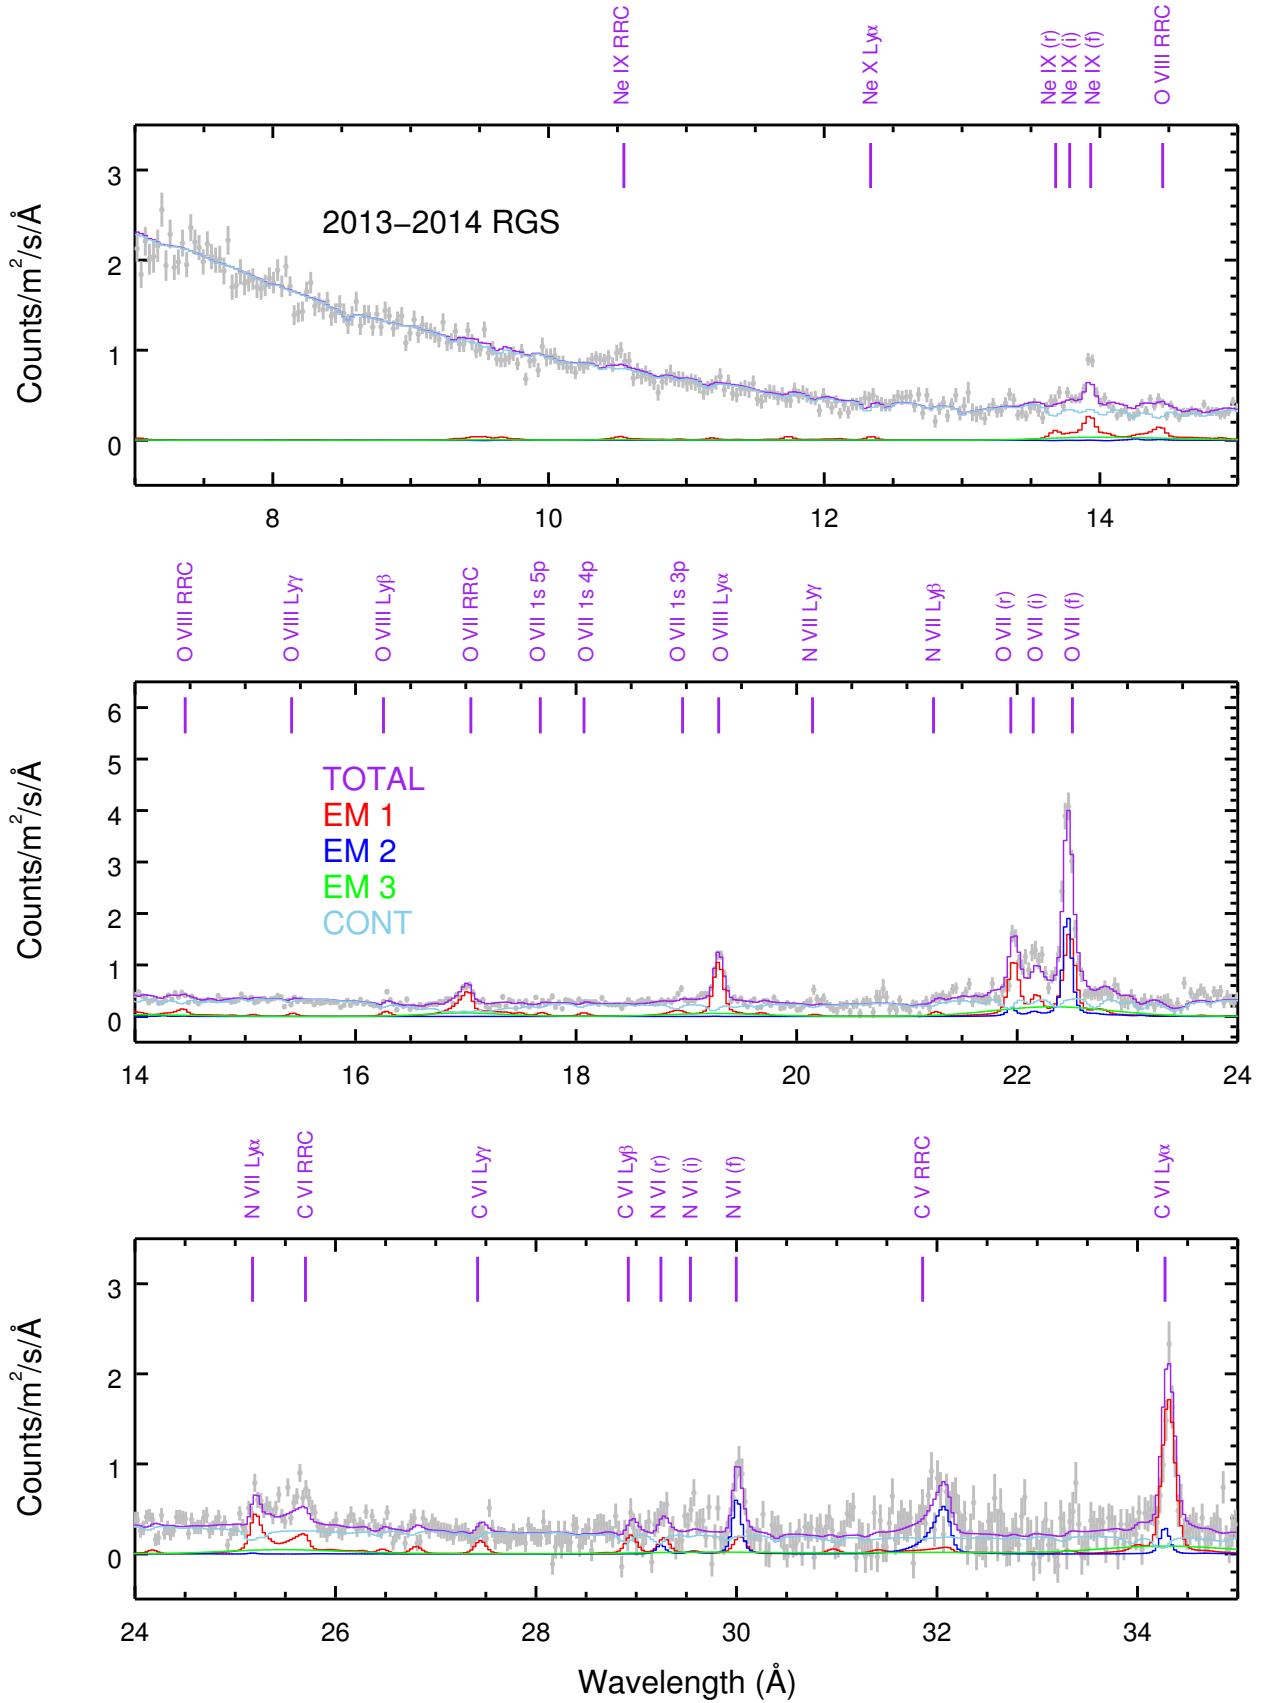 Ne IX RRC
Ne X Lyα
Ne IX (r)
Ne IX (i)
Ne IX (f)
O VIII RRC
Counts/m²/s/Å
3
2
1
0
2013−2014 RGS
8 10 12 14
O VIII RRC
O VIII Lyγ
O VIII Lyβ
O VII RRC
O VII 1s 5p
O VII 1s 4p
O VII 1s 3p
O VIII Lyα
N VII Lyγ
N VII Lyβ
O VII (r)
O VII (i)
O VII (f)
Counts/m²/s/Å
6
5
4
3
2
1
0
TOTAL
EM 1
EM 2
EM 3
CONT
14 16 18 20 22 24
N VII Lyα
C VI RRC
C VI Lyγ
C VI Lyβ
N VI (r)
N VI (i)
N VI (f)
C V RRC
C VI Lyα
Counts/m²/s/Å
3
2
1
0
24 26 28 30 32 34
Wavelength (Å)